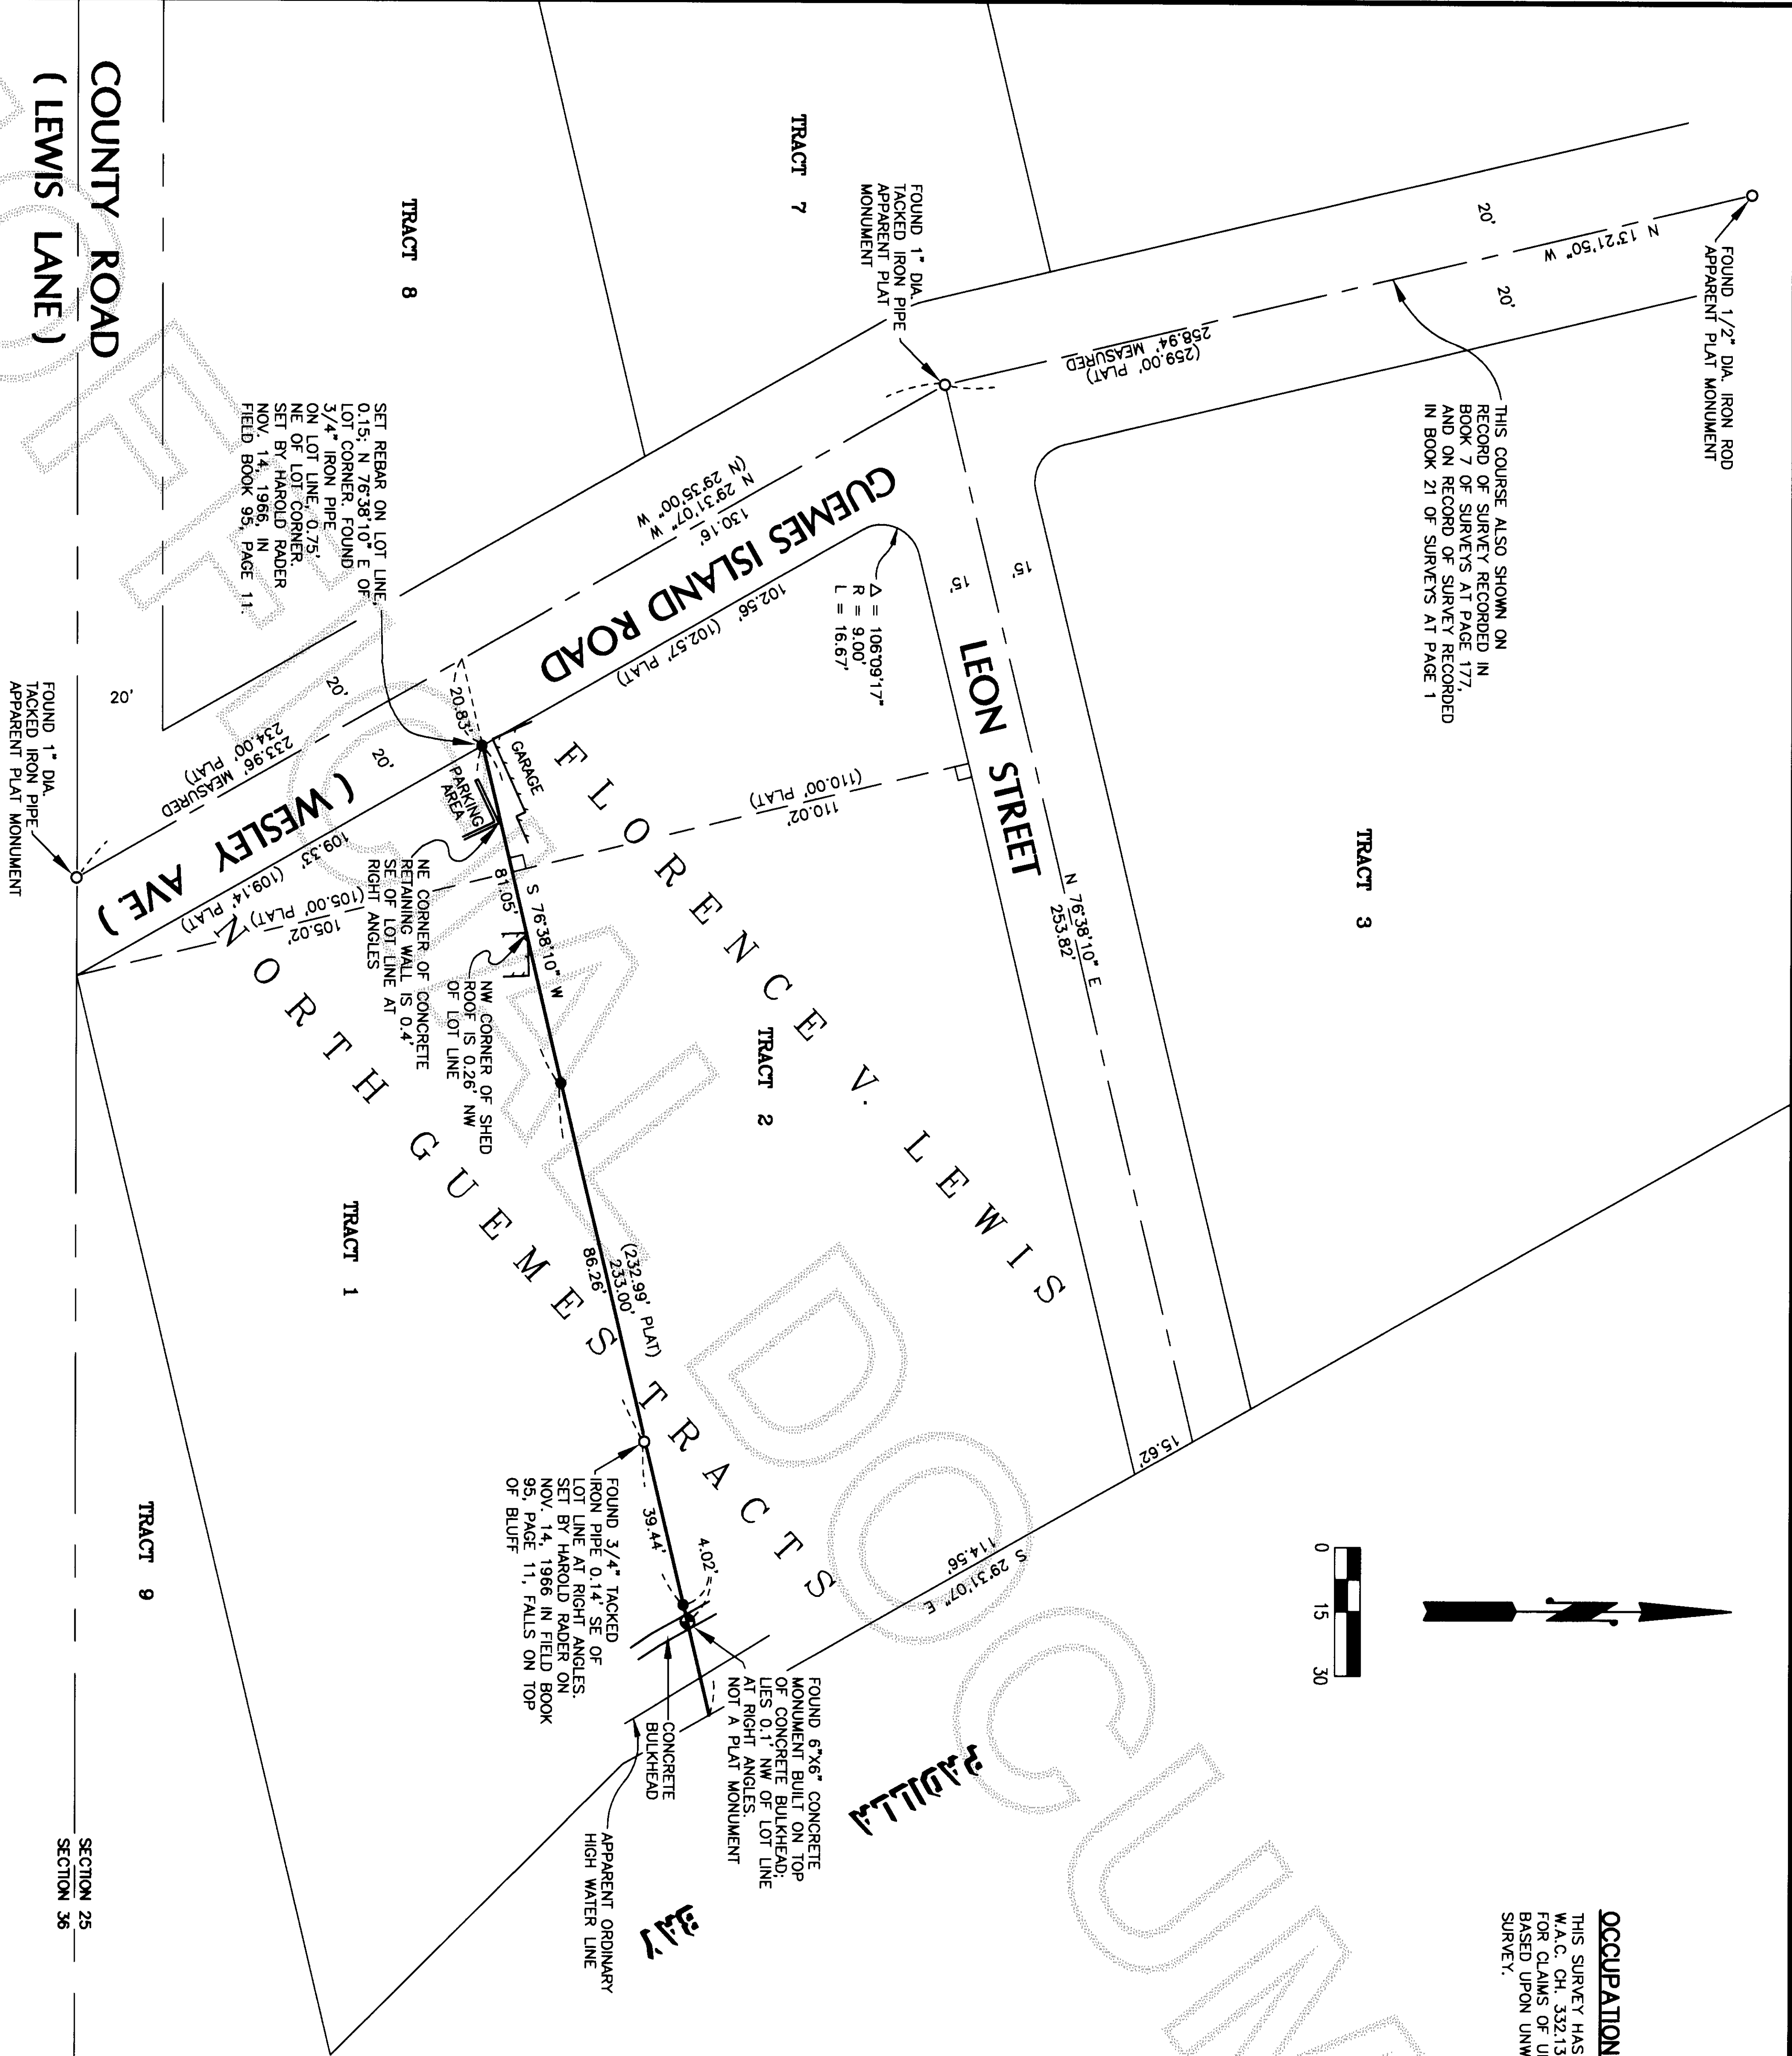 FOUND 1/2" DIA. IRON ROD
APPARENT PLAT MONUMENT
20'
N 13°21'50" W
20'
THIS COURSE ALSO SHOWN ON
RECORD OF SURVEY RECORDED IN
BOOK 7 OF SURVEYS AT PAGE 177,
AND ON RECORD OF SURVEY RECORDED
IN BOOK 21 OF SURVEYS AT PAGE 1
(259.00' PLAT)
258.94' MEASURED
FOUND 1" DIA.
TACKED IRON PIPE
APPARENT PLAT
MONUMENT
TRACT 7
TRACT 8
TRACT 3
15'
15'
LEON STREET
N 76°38'10" E
253.82'
15.62'
Δ = 106°09'17"
R = 9.00'
L = 16.67'
N 29°31'07" W
(N 29°35'00" W
130.16'
GUEMES ISLAND ROAD
102.56' (102.57' PLAT)
110.02'
(110.00' PLAT)
FLORENCE V. LEWIS
NORTH GUEMES TRACTS
TRACT 2
SET REBAR ON LOT LINE,
0.15; N 76°38'10" E OF
LOT CORNER. FOUND
3/4" IRON PIPE
ON LOT LINE, 0.75'
NE OF LOT CORNER.
SET BY HAROLD RADER
NOV. 14, 1966, IN
FIELD BOOK 95, PAGE 11.
20.83'
GARAGE
PARKING
AREA
81.05'
S 76°38'10" W
NE CORNER OF CONCRETE
RETAINING WALL IS 0.4'
SE OF LOT LINE AT
RIGHT ANGLES
NW CORNER OF SHED
ROOF IS 0.26' NW
OF LOT LINE
(232.99' PLAT)
233.00'
86.26'
39.44'
4.02'
S 29°31'07" E
114.56'
FOUND 3/4" TACKED
IRON PIPE 0.14' SE OF
LOT LINE AT RIGHT ANGLES.
SET BY HAROLD RADER ON
NOV. 14, 1966 IN FIELD BOOK
95, PAGE 11, FALLS ON TOP
OF BLUFF
FOUND 6"X6" CONCRETE
MONUMENT BUILT ON TOP
OF CONCRETE BULKHEAD;
LIES 0.1' NW OF LOT LINE
AT RIGHT ANGLES.
NOT A PLAT MONUMENT
CONCRETE
BULKHEAD
APPARENT ORDINARY
HIGH WATER LINE
PADILLA
BAY
20'
20'
233.96' MEASURED
234.00' PLAT)
(WESLEY AVE)
109.33' (109.14' PLAT)
105.02'
(105.00' PLAT)
TRACT 1
TRACT 9
20'
FOUND 1" DIA.
TACKED IRON PIPE
APPARENT PLAT MONUMENT
COUNTY ROAD
( LEWIS LANE )
SECTION 25
SECTION 36
0 15 30
OCCUPATION
THIS SURVEY HAS
W.A.C. CH. 332.13
FOR CLAIMS OF U
BASED UPON UNW
SURVEY.
OFFICIAL DOCUM